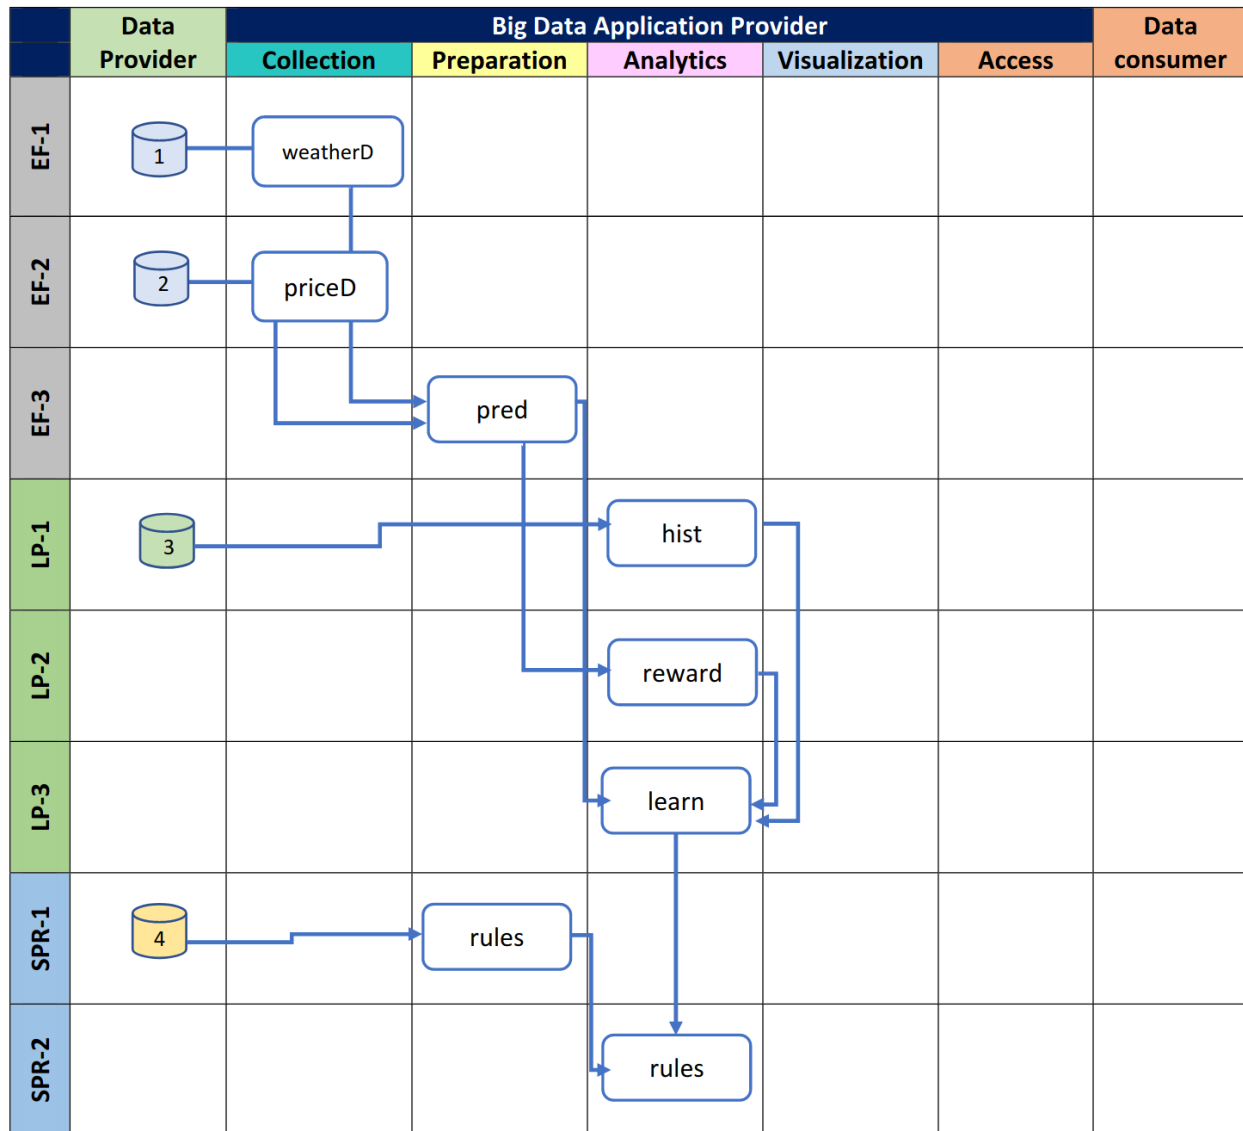 Data
Provider
Big Data Application Provider
Data
consumer
Collection
Preparation
Analytics
Visualization
Access
EF-1
1
weatherD
EF-2
2
priceD
EF-3
pred
LP-1
3
hist
LP-2
reward
LP-3
learn
SPR-1
4
rules
SPR-2
rules